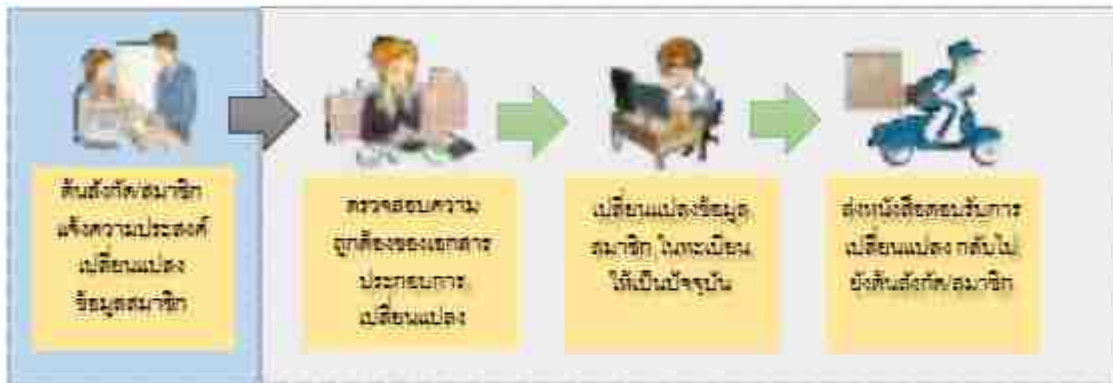 ต้นสังกัด/สมาชิก
แจ้งความประสงค์
เปลี่ยนแปลง
ข้อมูลสมาชิก
ตรวจสอบความ
ถูกต้องของเอกสาร
ประกอบการ
เปลี่ยนแปลง
เปลี่ยนแปลงข้อมูล
สมาชิก ในทะเบียน
ให้เป็นปัจจุบัน
ส่งหนังสือตอบรับการ
เปลี่ยนแปลง กลับไป
ยังต้นสังกัด/สมาชิก